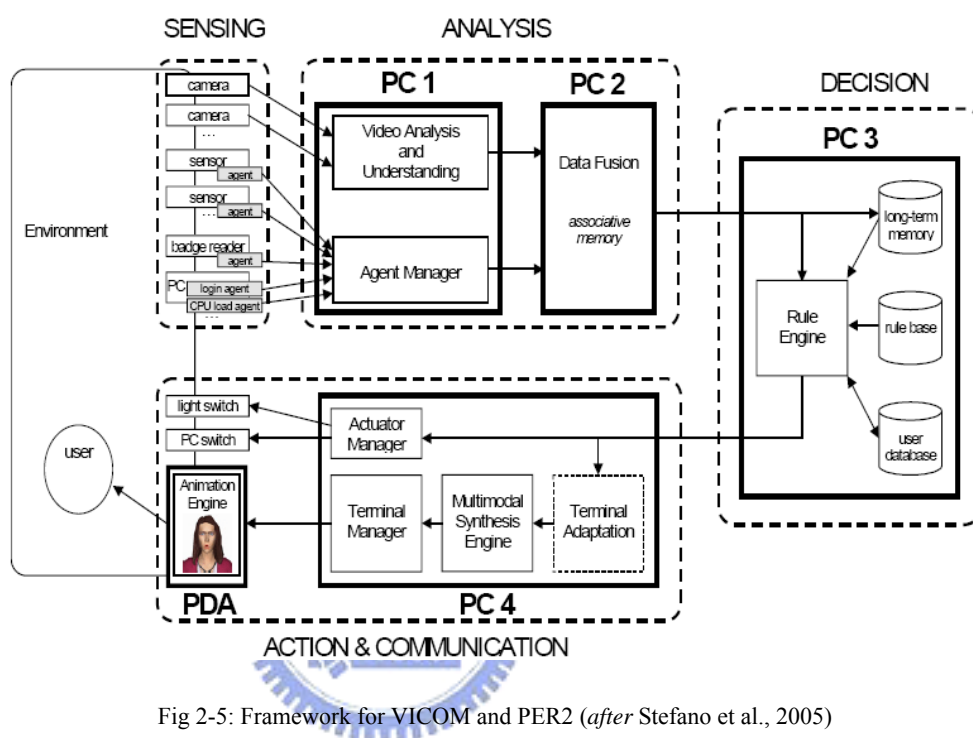 SENSING
ANALYSIS
DECISION
PC 1
PC 2
PC 3
Environment
camera
camera
...
sensor
agent
sensor
...
agent
badge reader
agent
PC
login agent
CPU load agent
...
Video Analysis
and
Understanding
Agent Manager
Data Fusion
associative
memory
long-term
memory
Rule
Engine
rule base
user
database
light switch
PC switch
user
Animation
Engine
PDA
Actuator
Manager
Terminal
Manager
Multimodal
Synthesis
Engine
Terminal
Adaptation
PC 4
ACTION & COMMUNICATION
Fig 2-5: Framework for VICOM and PER2 (after Stefano et al., 2005)